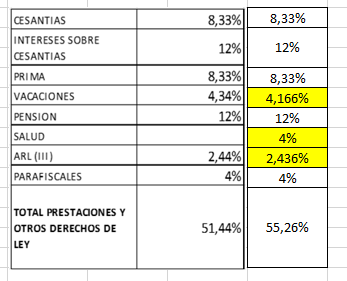 CESANTIAS 8,33% 8,33%
INTERESES SOBRE
CESANTIAS 12% 12%
PRIMA 8,33% 8,33%
VACACIONES 4,34% 4,166%
PENSION 12% 12%
SALUD 4%
ARL (III) 2,44% 2,436%
PARAFISCALES 4% 4%
TOTAL PRESTACIONES Y
OTROS DERECHOS DE
LEY 51,44% 55,26%